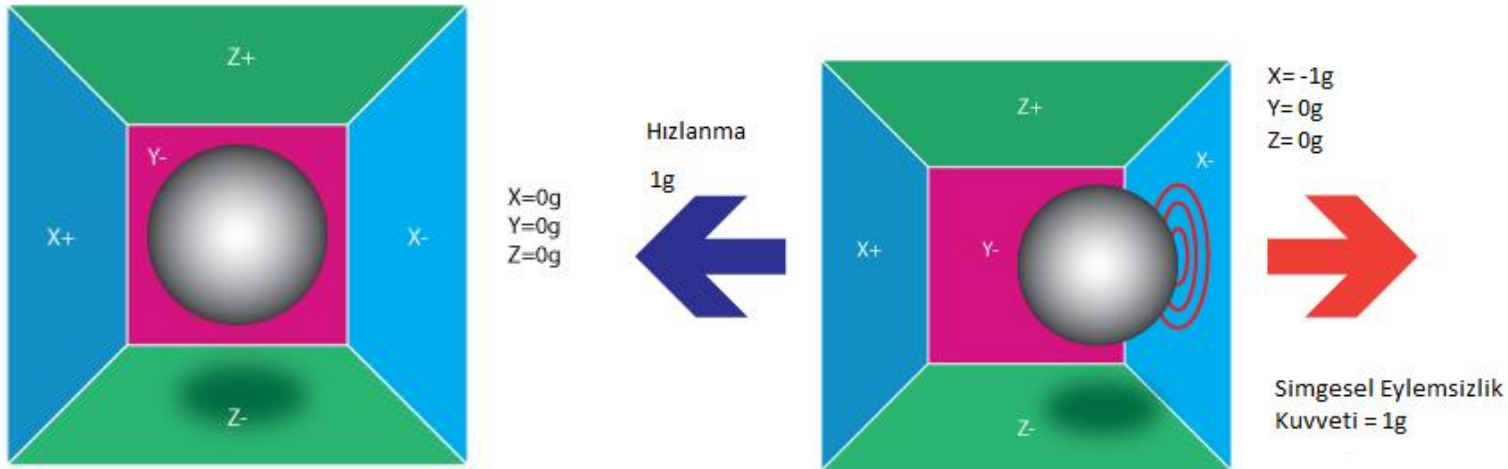 Z+
Y-
X+
X-
Z-
X=0g
Y=0g
Z=0g
Hızlanma
1g
Z+
X-
X+
Y-
Z-
X= -1g
Y= 0g
Z= 0g
Simgesel Eylemsizlik
Kuvveti = 1g